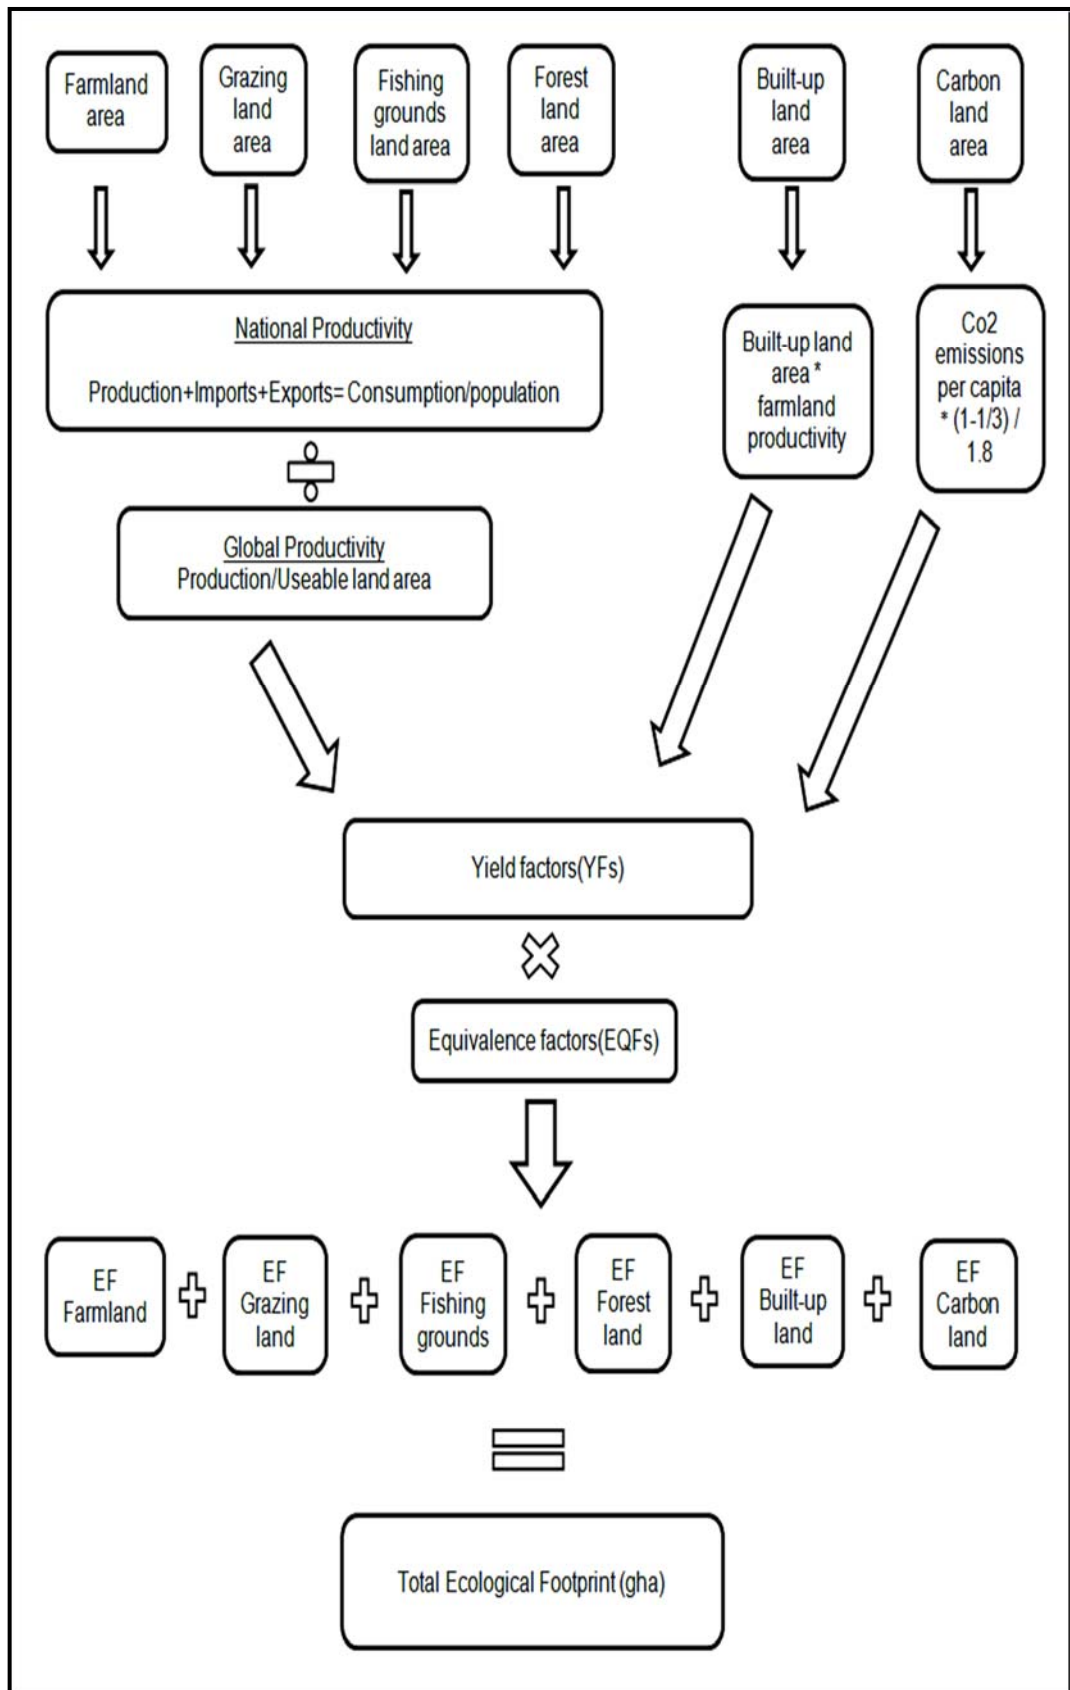 Farmland
area
Grazing
land
area
Fishing
grounds
land area
Forest
land
area
Built-up
land
area
Carbon
land
area
National Productivity
Production+Imports+Exports= Consumption/population
Built-up land
area *
farmland
productivity
Co2
emissions
per capita
* (1-1/3) /
1.8
Global Productivity
Production/Useable land area
Yield factors(YFs)
Equivalence factors(EQFs)
EF
Farmland
EF
Grazing
land
EF
Fishing
grounds
EF
Forest
land
EF
Built-up
land
EF
Carbon
land
Total Ecological Footprint (gha)